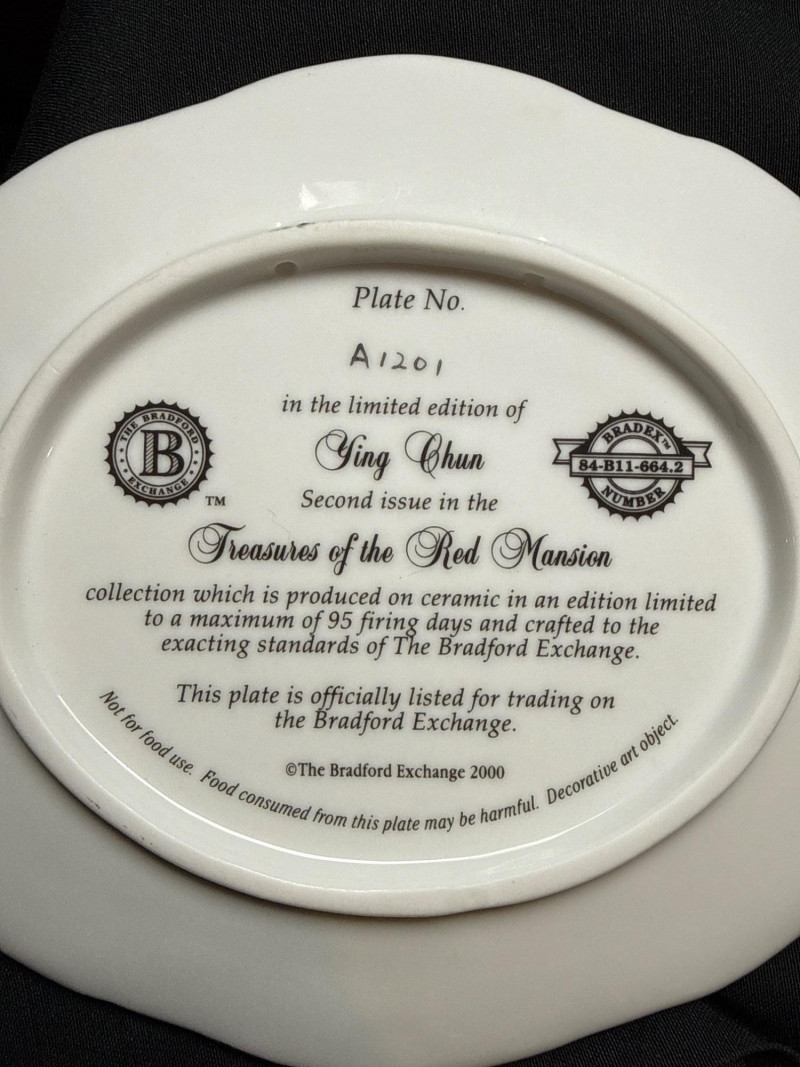 Plate No.
A1201
in the limited edition of
Ying Chun
Second issue in the
Treasures of the Red Mansion
collection which is produced on ceramic in an edition limited
to a maximum of 95 firing days and crafted to the
exacting standards of The Bradford Exchange.
This plate is officially listed for trading on
the Bradford Exchange.
©The Bradford Exchange 2000
Not for food use. Food consumed from this plate may be harmful. Decorative art object.
THE BRADFORD
B
EXCHANGE
TM
BRADEX™
84-B11-664.2
NUMBER